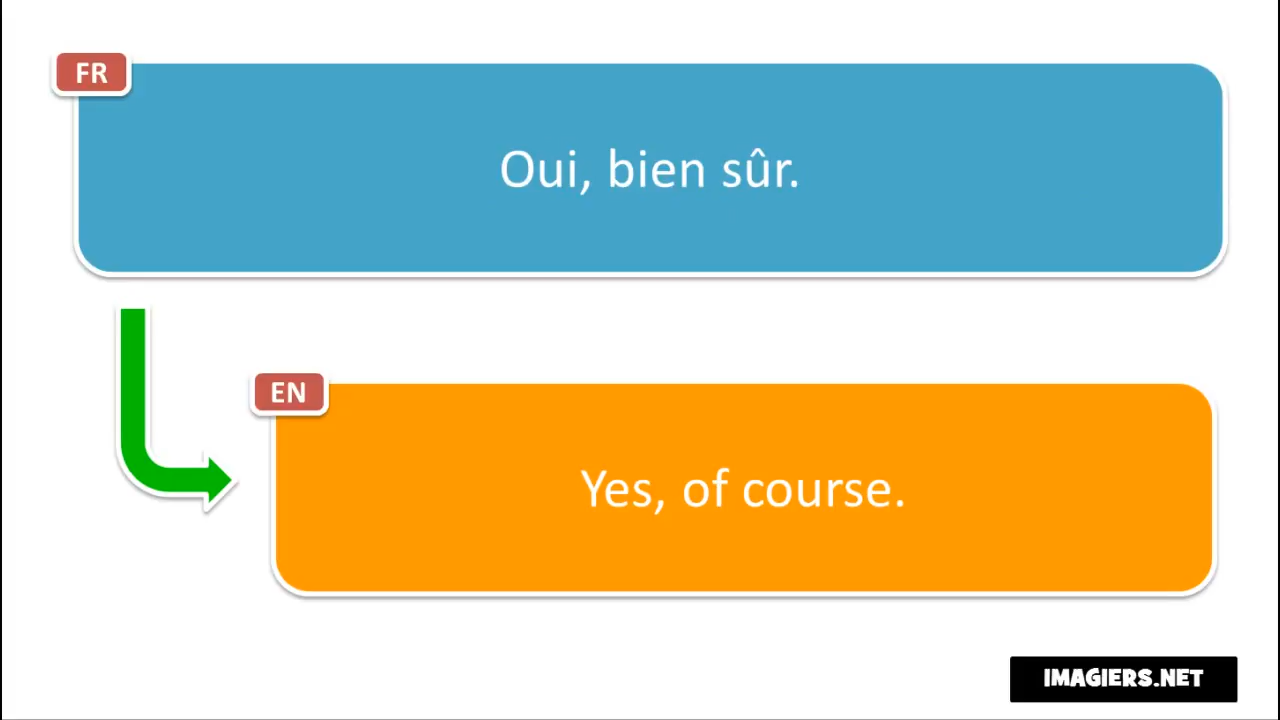 FR
Oui, bien sûr.
EN
Yes, of course.
IMAGIERS.NET